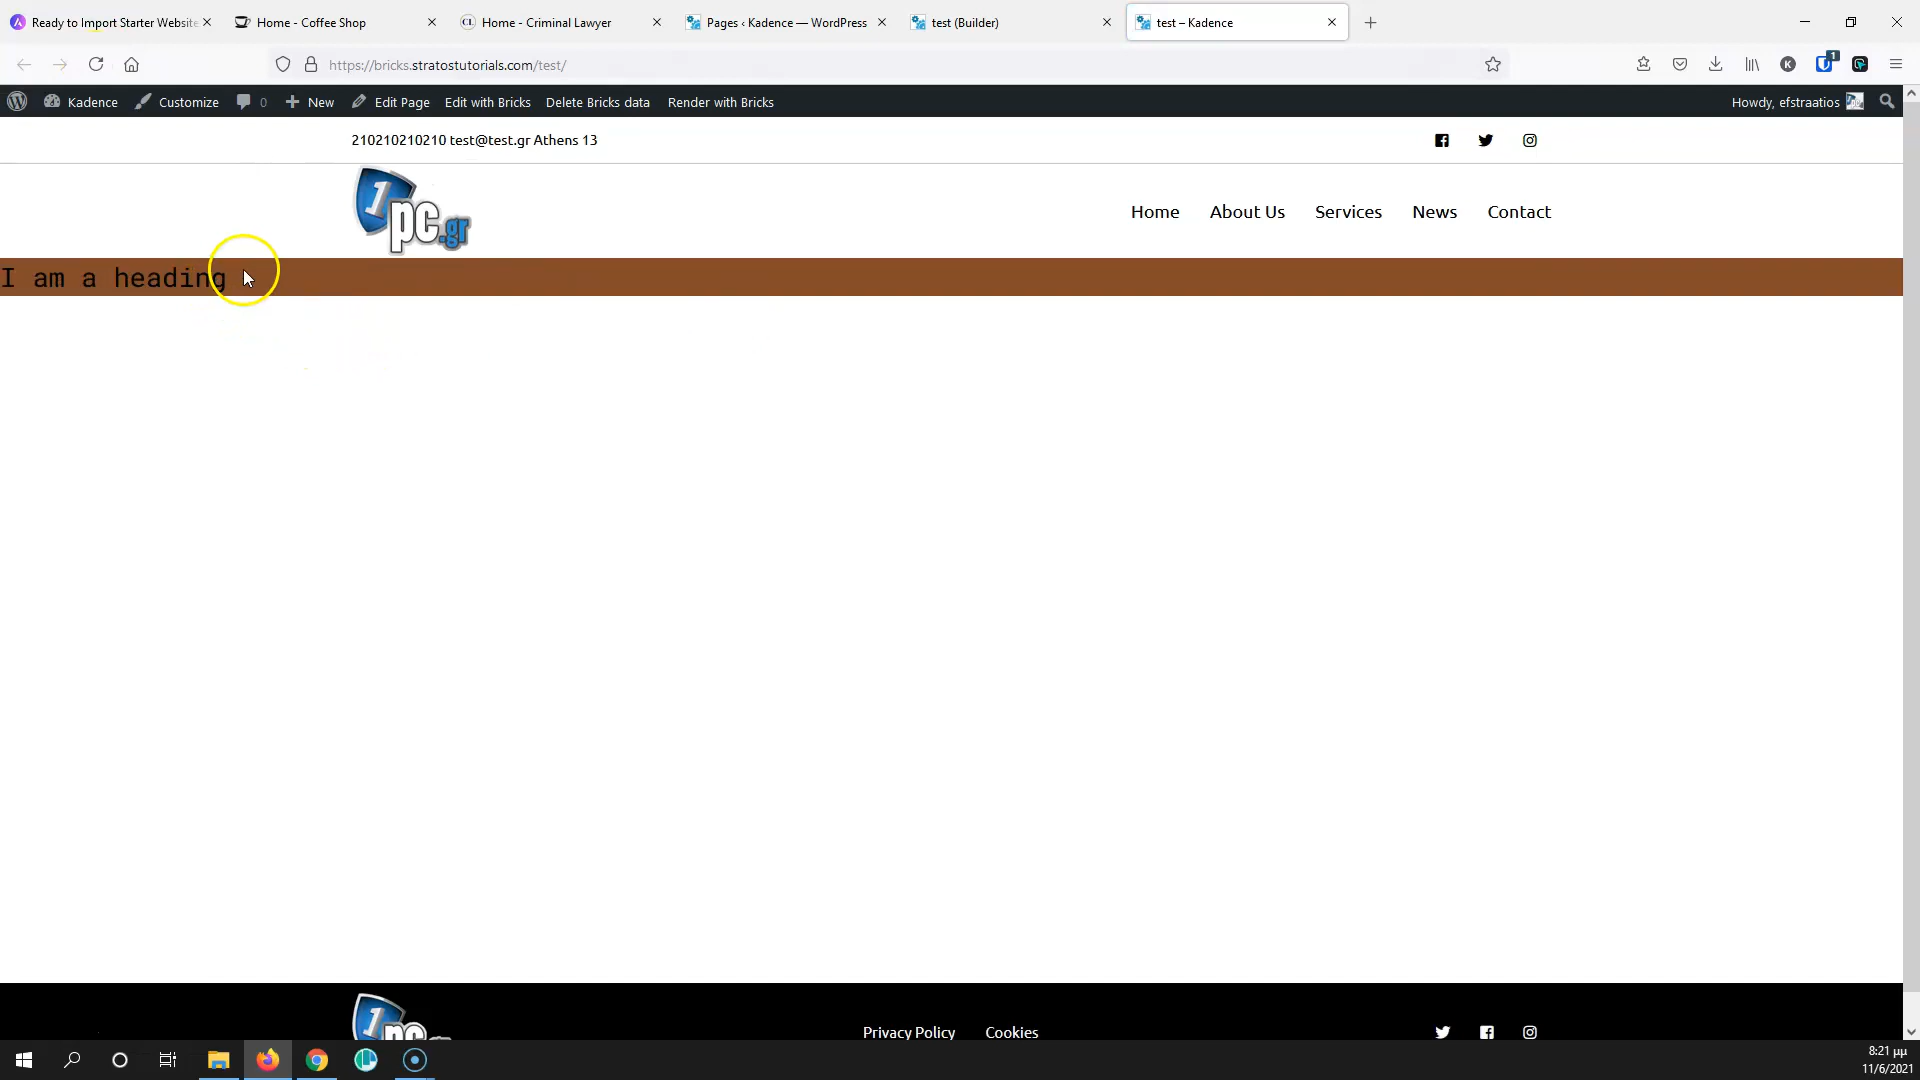 Ready to Import Starter Website
Home - Coffee Shop
CL Home - Criminal Lawyer
Pages ‹ Kadence — WordPress
test (Builder)
test – Kadence
https://bricks.stratostutorials.com/test/
K
1
Kadence
Customize
0
New
Edit Page
Edit with Bricks
Delete Bricks data
Render with Bricks
Howdy, efstraatios
210210210210 test@test.gr Athens 13
1pc.gr
Home
About Us
Services
News
Contact
I am a heading
1pc
Privacy Policy
Cookies
8:21 μμ
11/6/2021